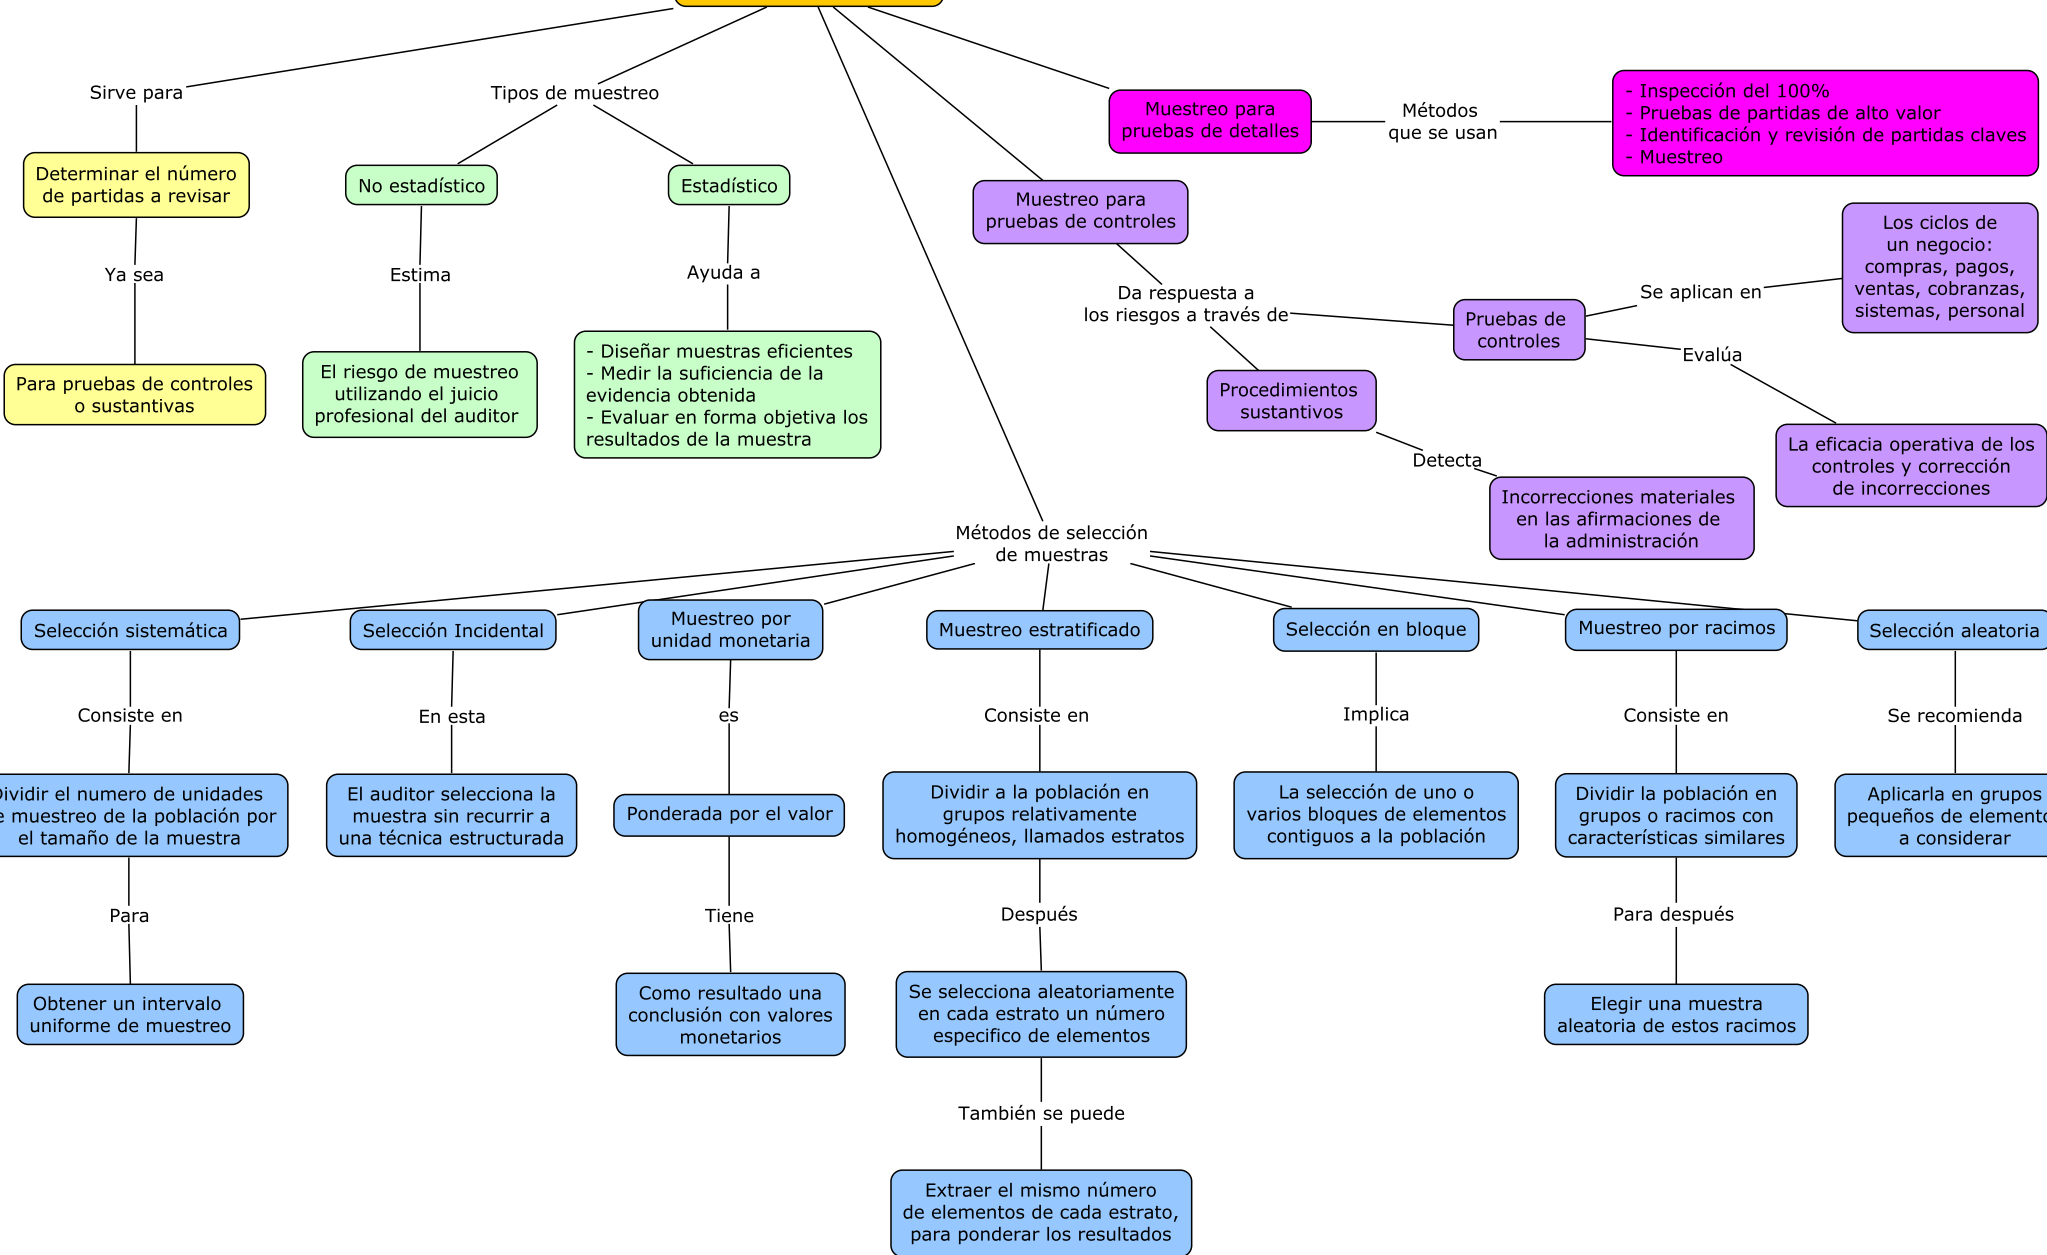 Sirve para
Determinar el número
de partidas a revisar
Ya sea
Para pruebas de controles
o sustantivas
Tipos de muestreo
No estadístico
Estima
El riesgo de muestreo
utilizando el juicio
profesional del auditor
Estadístico
Ayuda a
- Diseñar muestras eficientes
- Medir la suficiencia de la
evidencia obtenida
- Evaluar en forma objetiva los
resultados de la muestra
Muestreo para
pruebas de detalles
Métodos
que se usan
- Inspección del 100%
- Pruebas de partidas de alto valor
- Identificación y revisión de partidas claves
- Muestreo
Muestreo para
pruebas de controles
Da respuesta a
los riesgos a través de
Pruebas de
controles
Se aplican en
Los ciclos de
un negocio:
compras, pagos,
ventas, cobranzas,
sistemas, personal
Evalúa
La eficacia operativa de los
controles y corrección
de incorrecciones
Procedimientos
sustantivos
Detecta
Incorrecciones materiales
en las afirmaciones de
la administración
Métodos de selección
de muestras
Selección sistemática
Consiste en
el numero de unidades
muestreo de la población por
el tamaño de la muestra
Para
Obtener un intervalo
uniforme de muestreo
Selección Incidental
En esta
El auditor selecciona la
muestra sin recurrir a
una técnica estructurada
Muestreo por
unidad monetaria
es
Ponderada por el valor
Tiene
Como resultado una
conclusión con valores
monetarios
Muestreo estratificado
Consiste en
Dividir a la población en
grupos relativamente
homogéneos, llamados estratos
Después
Se selecciona aleatoriamente
en cada estrato un número
especifico de elementos
También se puede
Extraer el mismo número
de elementos de cada estrato,
para ponderar los resultados
Selección en bloque
Implica
La selección de uno o
varios bloques de elementos
contiguos a la población
Muestreo por racimos
Consiste en
Dividir la población en
grupos o racimos con
características similares
Para después
Elegir una muestra
aleatoria de estos racimos
Selección aleatoria
Se recomienda
Aplicarla en grupos
pequeños de
a considerar